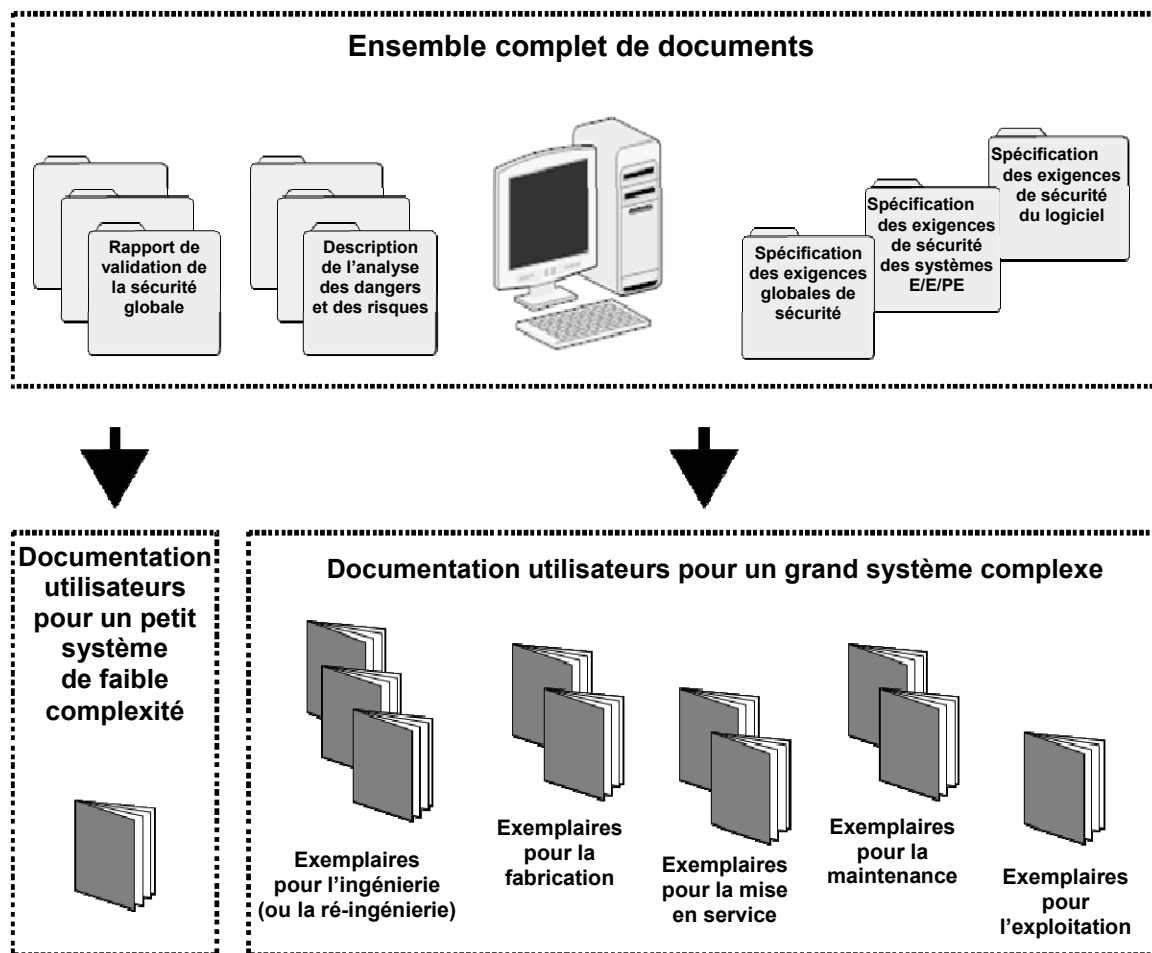 Ensemble complet de documents
Rapport de
validation de
la sécurité
globale
Description
de l'analyse
des dangers
et des risques
Spécification
des exigences
globales de
sécurité
Spécification
des exigences
de sécurité
des systèmes
E/E/PE
Spécification
des exigences
de sécurité
du logiciel
Documentation
utilisateurs
pour un petit
système
de faible
complexité
Documentation utilisateurs pour un grand système complexe
Exemplaires
pour l'ingénierie
(ou la ré-ingénierie)
Exemplaires
pour la
fabrication
Exemplaires
pour la mise
en service
Exemplaires
pour la
maintenance
Exemplaires
pour
l'exploitation